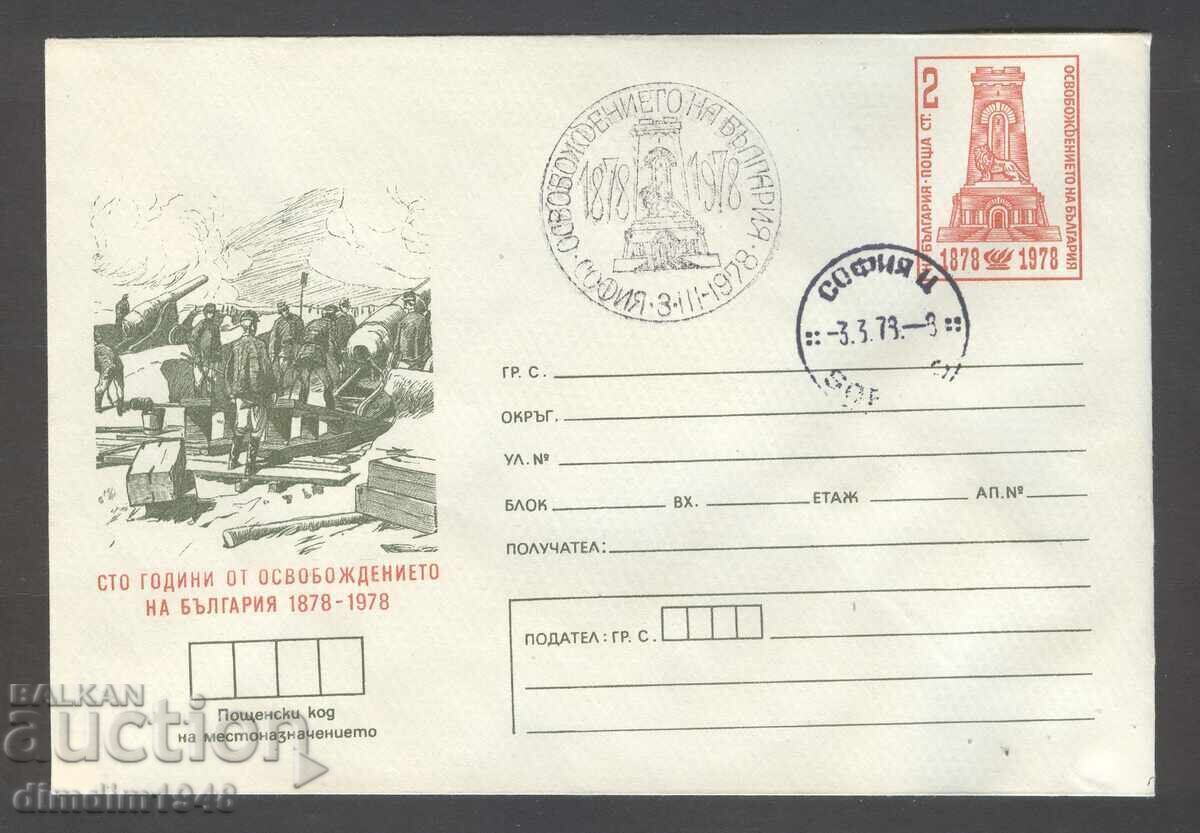 2
БЪЛГАРИЯ · ПОЩА СТ.
ОСВОБОЖДЕНИЕТО НА БЪЛГАРИЯ
1878 1978
ОСВОБОЖДЕНИЕТО НА БЪЛГАРИЯ ·
1878 1978
· СОФИЯ · 3·III-1978 ·
СОФИЯ Ц
-3.3.78.-8
ГР. С.
ОКРЪГ.
УЛ. №
БЛОК ВХ. ЕТАЖ АП. №
ПОЛУЧАТЕЛ:
СТО ГОДИНИ ОТ ОСВОБОЖДЕНИЕТО
НА БЪЛГАРИЯ 1878-1978
ПОДАТЕЛ: ГР. С.
Пощенски код
на местоназначението
BALKAN
auction
dimdim1948